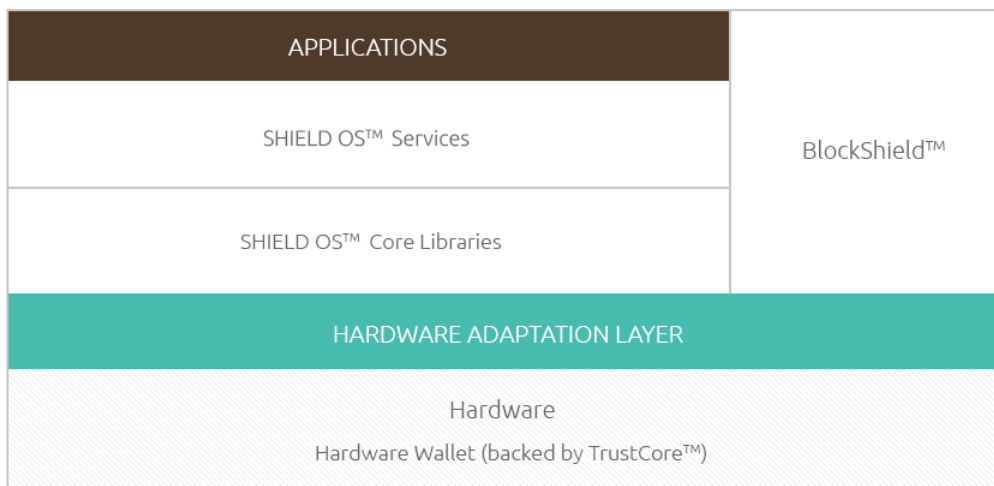 APPLICATIONS
SHIELD OS™ Services
BlockShield™
SHIELD OS™ Core Libraries
HARDWARE ADAPTATION LAYER
Hardware
Hardware Wallet (backed by TrustCore™)